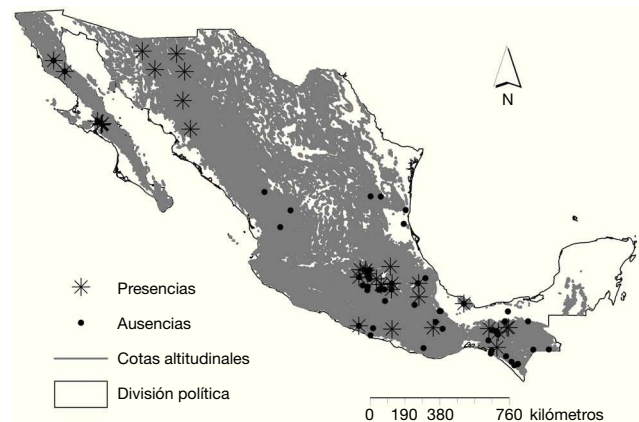 N
Presencias
Ausencias
Cotas altitudinales
División política
0 190 380 760 kilómetros